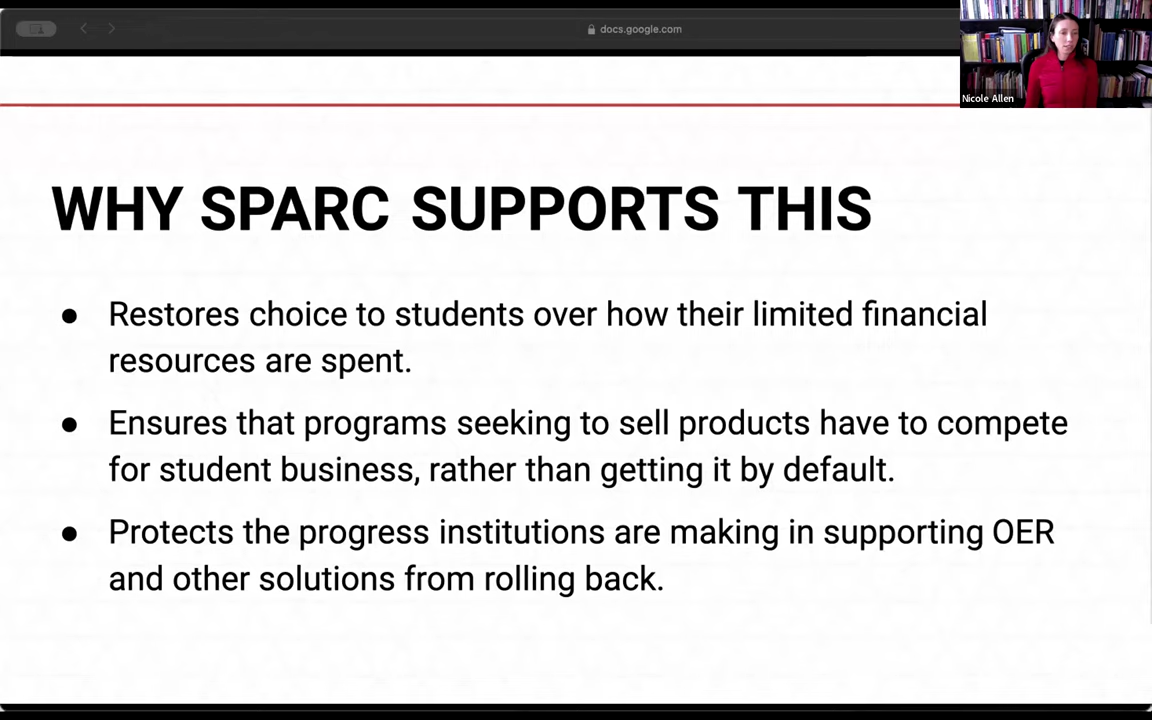 docs.google.com
Nicole Allen
WHY SPARC SUPPORTS THIS
● Restores choice to students over how their limited financial
resources are spent.
● Ensures that programs seeking to sell products have to compete
for student business, rather than getting it by default.
● Protects the progress institutions are making in supporting OER
and other solutions from rolling back.